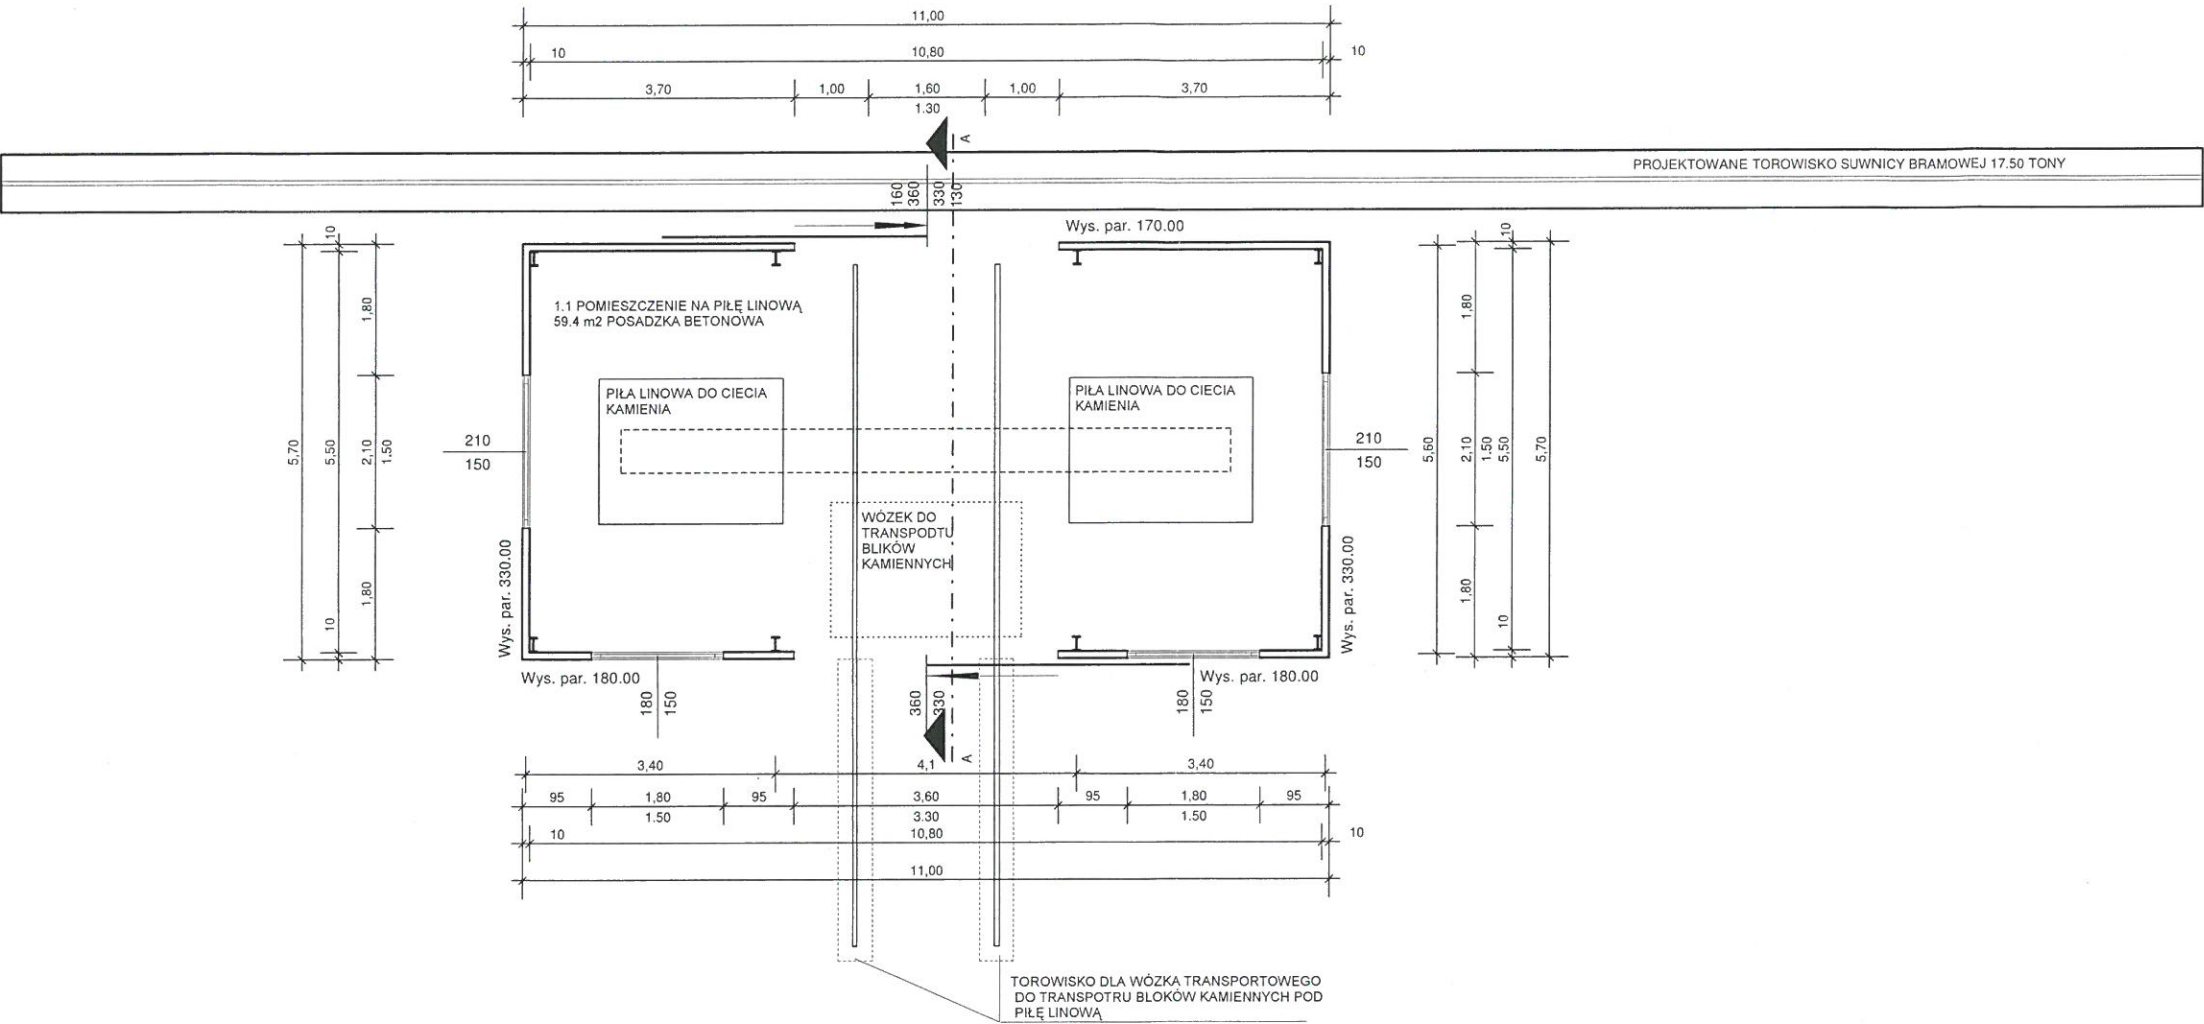 11,00
10 10,80 10
3,70 1,00 1,60 1,00 3,70
1.30
A
PROJEKTOWANE TOROWISKO SUWNICY BRAMOWEJ 17.50 TONY
160
360
330
130
Wys. par. 170.00
10
10
1,80
1,80
1.1 POMIESZCZENIE NA PIŁĘ LINOWĄ
59.4 m2 POSADZKA BETONOWA
PIŁA LINOWA DO CIECIA
KAMIENIA
PIŁA LINOWA DO CIECIA
KAMIENIA
5,70
5,50
2,10
1.50
210
150
210
150
5,60
2,10
1.50
5,50
5,70
WÓZEK DO
TRANSPODTU
BLIKÓW
KAMIENNYCH
Wys. par. 330.00
Wys. par. 330.00
1,80
10
1,80
10
Wys. par. 180.00
Wys. par. 180.00
180
150
360
330
180
150
A
3,40 4,1 3,40
95 1,80 95 3,60 95 1,80 95
1.50 3.30 1.50
10 10,80 10
11,00
TOROWISKO DLA WÓZKA TRANSPORTOWEGO
DO TRANSPOTRU BLOKÓW KAMIENNYCH POD
PIŁĘ LINOWĄ